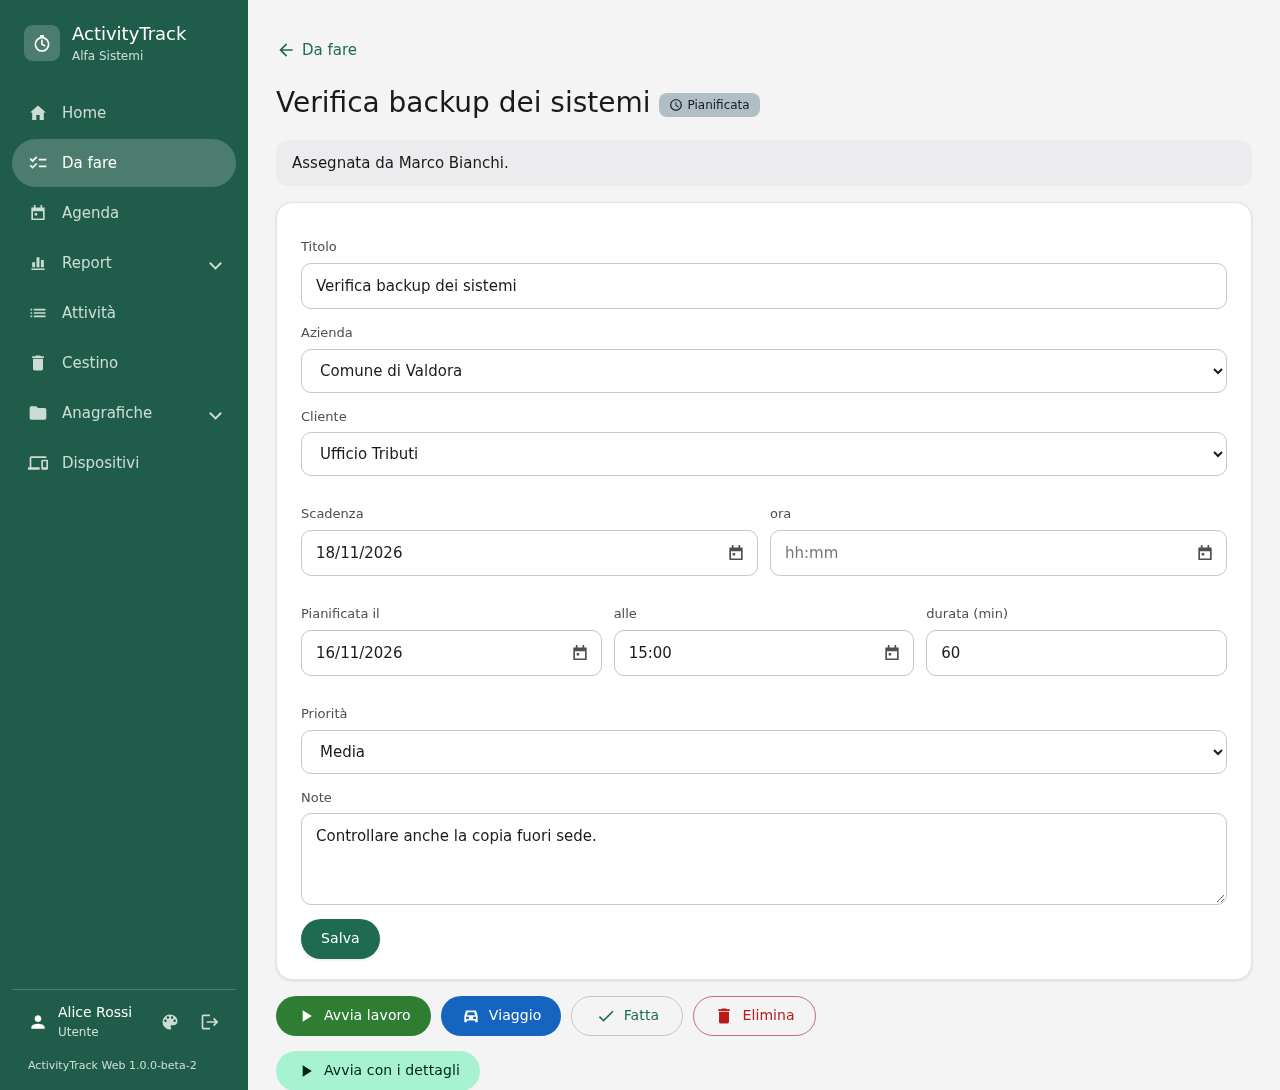 ActivityTrack
Alfa Sistemi
Home
Da fare
Agenda
Report
Attività
Cestino
Anagrafiche
Dispositivi
Alice Rossi
Utente
ActivityTrack Web 1.0.0-beta-2
Da fare
Verifica backup dei sistemi Pianificata
Assegnata da Marco Bianchi.
Titolo
Verifica backup dei sistemi
Azienda
Comune di Valdora
Cliente
Ufficio Tributi
Scadenza ora
18/11/2026 hh:mm
Pianificata il alle durata (min)
16/11/2026 15:00 60
Priorità
Media
Note
Controllare anche la copia fuori sede.
Salva
Avvia lavoro Viaggio Fatta Elimina
Avvia con i dettagli